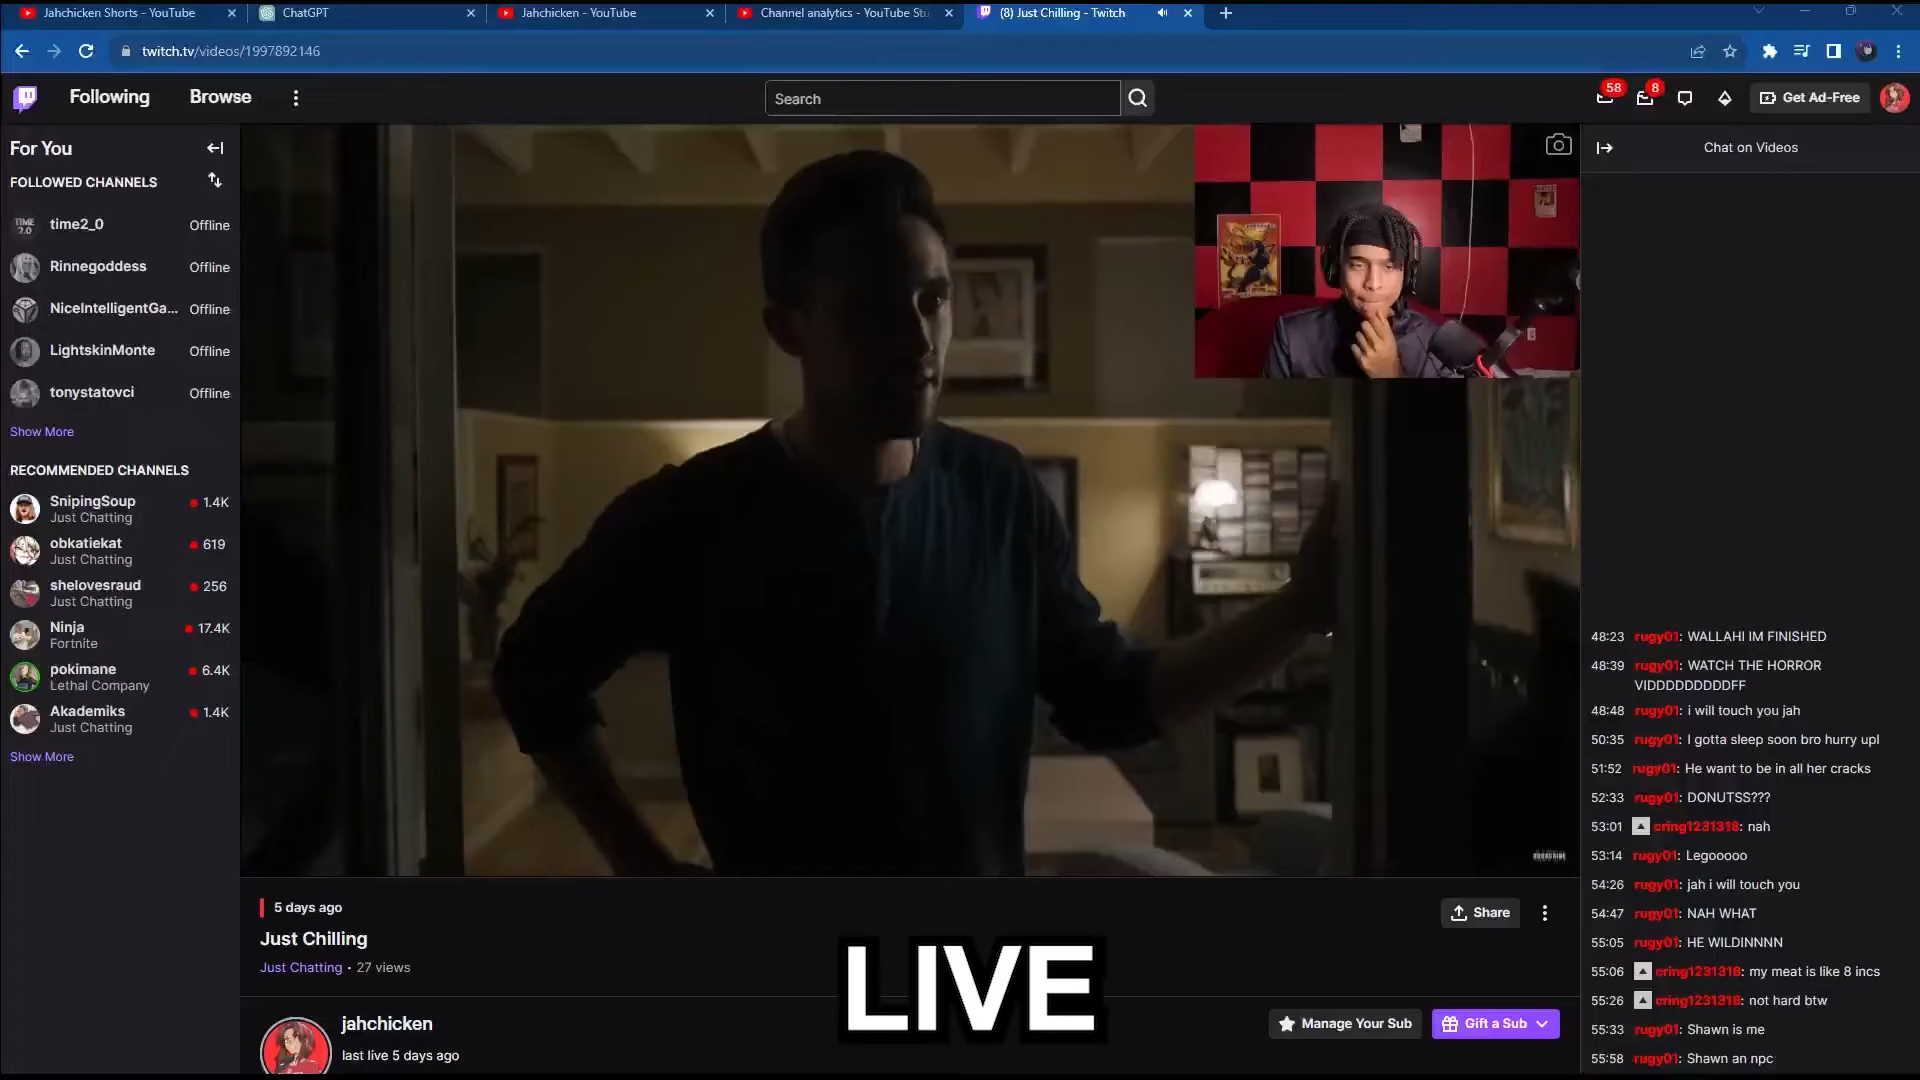 Jahchicken Shorts - YouTube
ChatGPT
Jahchicken - YouTube
Channel analytics - YouTube Stu
(8) Just Chilling - Twitch
twitch.tv/videos/1997892146
Following
Browse
Search
58
8
Get Ad-Free
For You
FOLLOWED CHANNELS
TIME
2.0
time2_0
Offline
Rinnegoddess
Offline
NiceIntelligentGa...
Offline
LightskinMonte
Offline
tonystatovci
Offline
Show More
RECOMMENDED CHANNELS
SnipingSoup
1.4K
Just Chatting
obkatiekat
619
Just Chatting
shelovesraud
256
Just Chatting
Ninja
17.4K
Fortnite
pokimane
6.4K
Lethal Company
Akademiks
1.4K
Just Chatting
Show More
SUBSCRIBE
5 days ago
Share
Just Chilling
Just Chatting • 27 views
LIVE
jahchicken
last live 5 days ago
Manage Your Sub
Gift a Sub
Chat on Videos
48:23 rugy01: WALLAHI IM FINISHED
48:39 rugy01: WATCH THE HORROR
VIDDDDDDDDDFF
48:48 rugy01: i will touch you jah
50:35 rugy01: I gotta sleep soon bro hurry upl
51:52 rugy01: He want to be in all her cracks
52:33 rugy01: DONUTSS???
53:01 cring1231318: nah
53:14 rugy01: Legooooo
54:26 rugy01: jah i will touch you
54:47 rugy01: NAH WHAT
55:05 rugy01: HE WILDINNNN
55:06 cring1231318: my meat is like 8 incs
55:26 cring1231318: not hard btw
55:33 rugy01: Shawn is me
55:58 rugy01: Shawn an npc